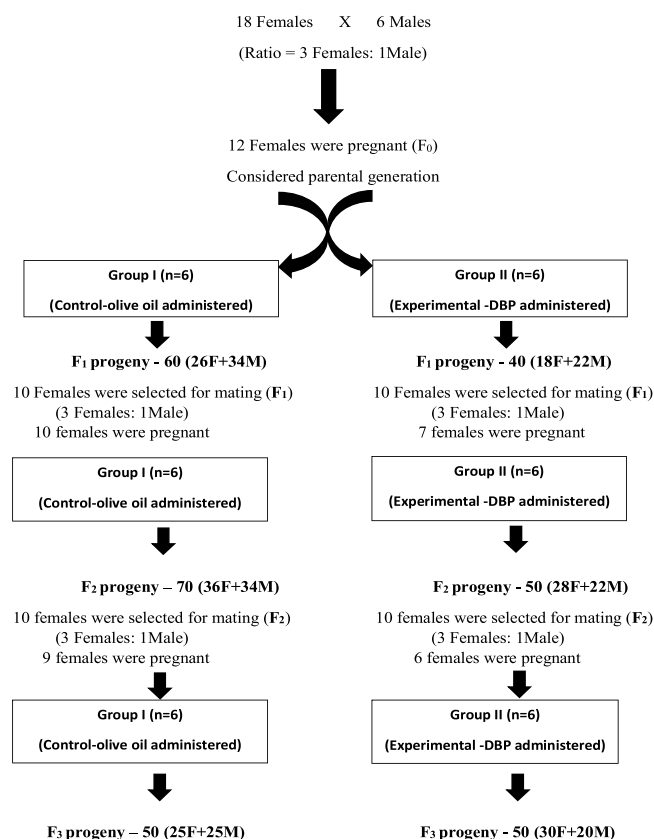 18 Females X 6 Males
(Ratio = 3 Females: 1Male)
12 Females were pregnant (F0)
Considered parental generation
Group I (n=6)
(Control-olive oil administered)
Group II (n=6)
(Experimental -DBP administered)
F1 progeny - 60 (26F+34M)
10 Females were selected for mating (F1)
(3 Females: 1Male)
10 females were pregnant
F1 progeny - 40 (18F+22M)
10 Females were selected for mating (F1)
(3 Females: 1Male)
7 females were pregnant
Group I (n=6)
(Control-olive oil administered)
Group II (n=6)
(Experimental -DBP administered)
F2 progeny – 70 (36F+34M)
10 females were selected for mating (F2)
(3 Females: 1Male)
9 females were pregnant
F2 progeny - 50 (28F+22M)
10 females were selected for mating (F2)
(3 Females: 1Male)
6 females were pregnant
Group I (n=6)
(Control-olive oil administered)
Group II (n=6)
(Experimental -DBP administered)
F3 progeny – 50 (25F+25M)
F3 progeny - 50 (30F+20M)